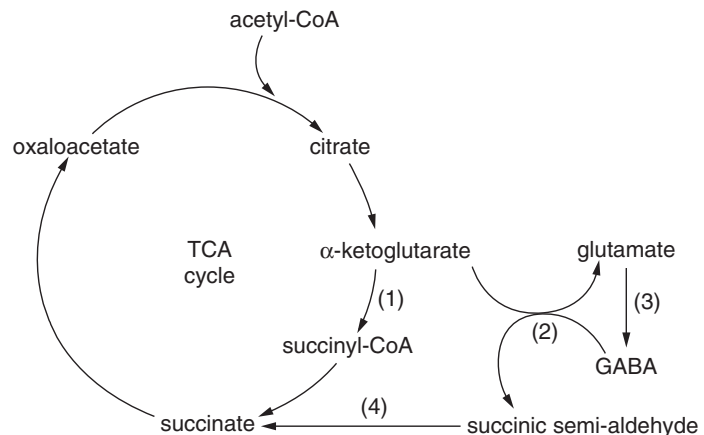 acetyl-CoA
oxaloacetate
citrate
TCA
cycle
α-ketoglutarate
glutamate
(1)
(3)
(2)
succinyl-CoA
GABA
(4)
succinate
succinic semi-aldehyde